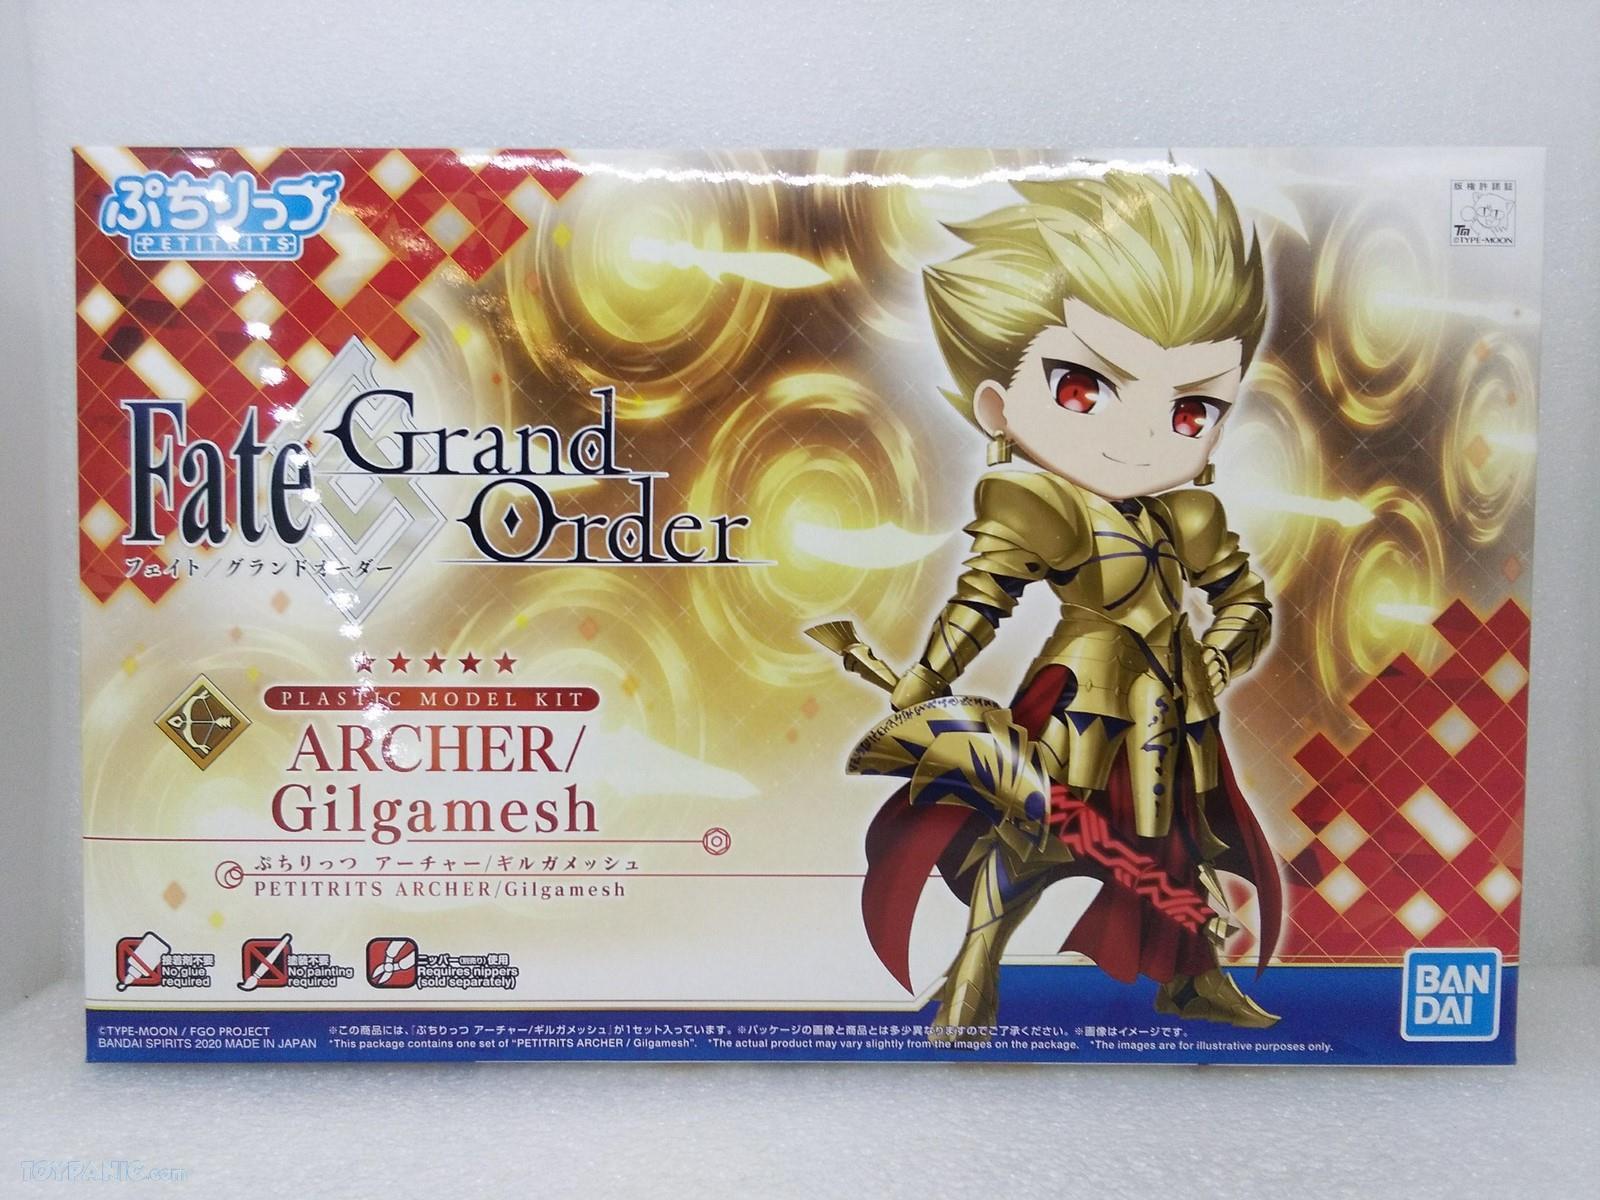 ぷちりっつ
PETITRITS
版権許諾証
TM
©TYPE-MOON
Fate
Grand
Order
フェイト/グランドオーダー
★★★★★
PLASTIC MODEL KIT
ARCHER/
Gilgamesh
ぷちりっつ アーチャー/ギルガメッシュ
PETITRITS ARCHER/Gilgamesh
接着剤不要
No glue
required
塗装不要
No painting
required
ニッパー(別売り)使用
Requires nippers
(sold separately)
BAN
DAI
©TYPE-MOON / FGO PROJECT
BANDAI SPIRITS 2020 MADE IN JAPAN
※この商品には、「ぷちりっつ アーチャー/ギルガメッシュ」が1セット入っています。※パッケージの画像と商品とは多少異なりますのでご了承ください。※画像はイメージです。
*This package contains one set of "PETITRITS ARCHER / Gilgamesh". *The actual product may vary slightly from the images on the package. *The images are for illustrative purposes only.
TOYPANIC.com